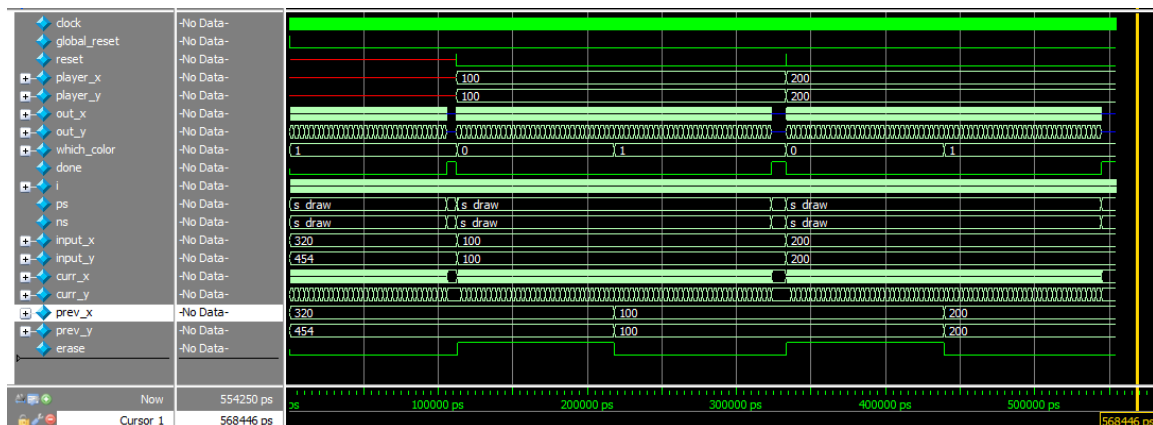 clock -No Data-
global_reset -No Data-
reset -No Data-
player_x -No Data- 100 200
player_y -No Data- 100 200
out_x -No Data-
out_y -No Data-
which_color -No Data- 1 0 1 0 1
done -No Data-
i -No Data-
ps -No Data- s_draw s_draw s_draw
ns -No Data- s_draw s_draw s_draw
input_x -No Data- 320 100 200
input_y -No Data- 454 100 200
curr_x -No Data-
curr_y -No Data-
prev_x -No Data- 320 100 200
prev_y -No Data- 454 100 200
erase -No Data-
Now 554250 ps ps 100000 ps 200000 ps 300000 ps 400000 ps 500000 ps
Cursor 1 568446 ps 568446 ps